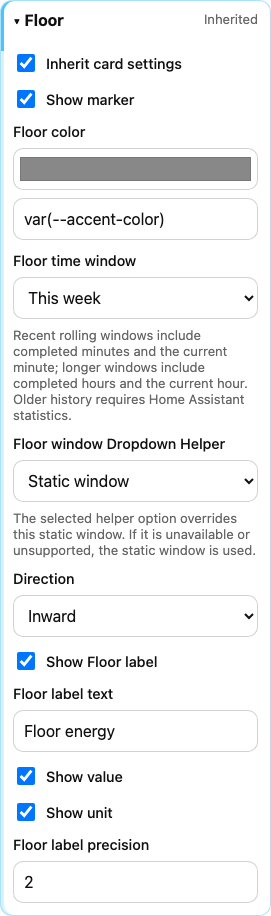 ▾ Floor
Inherited
Inherit card settings
Show marker
Floor color
var(--accent-color)
Floor time window
This week
Recent rolling windows include
completed minutes and the current
minute; longer windows include
completed hours and the current hour.
Older history requires Home Assistant
statistics.
Floor window Dropdown Helper
Static window
The selected helper option overrides
this static window. If it is unavailable or
unsupported, the static window is used.
Direction
Inward
Show Floor label
Floor label text
Floor energy
Show value
Show unit
Floor label precision
2